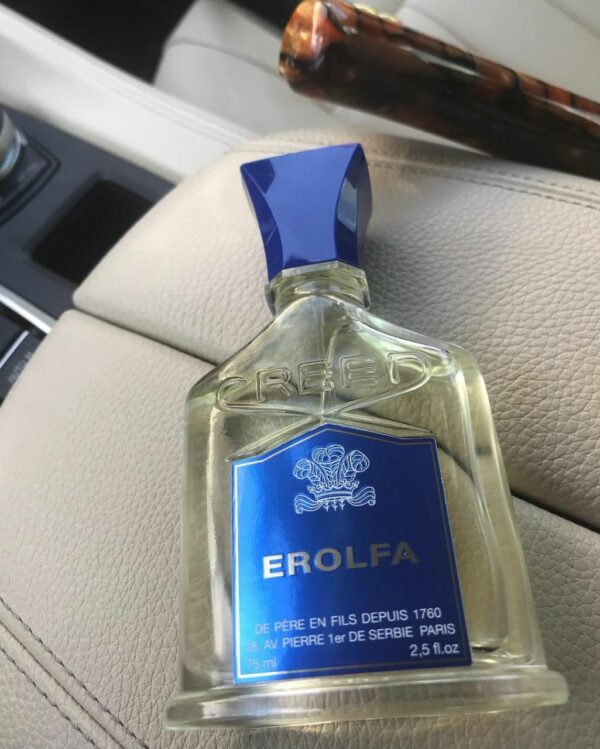 CREED
EROLFA
DE PÈRE EN FILS DEPUIS 1760
38, AV. PIERRE 1er DE SERBIE PARIS
75 ml 2,5 fl.oz